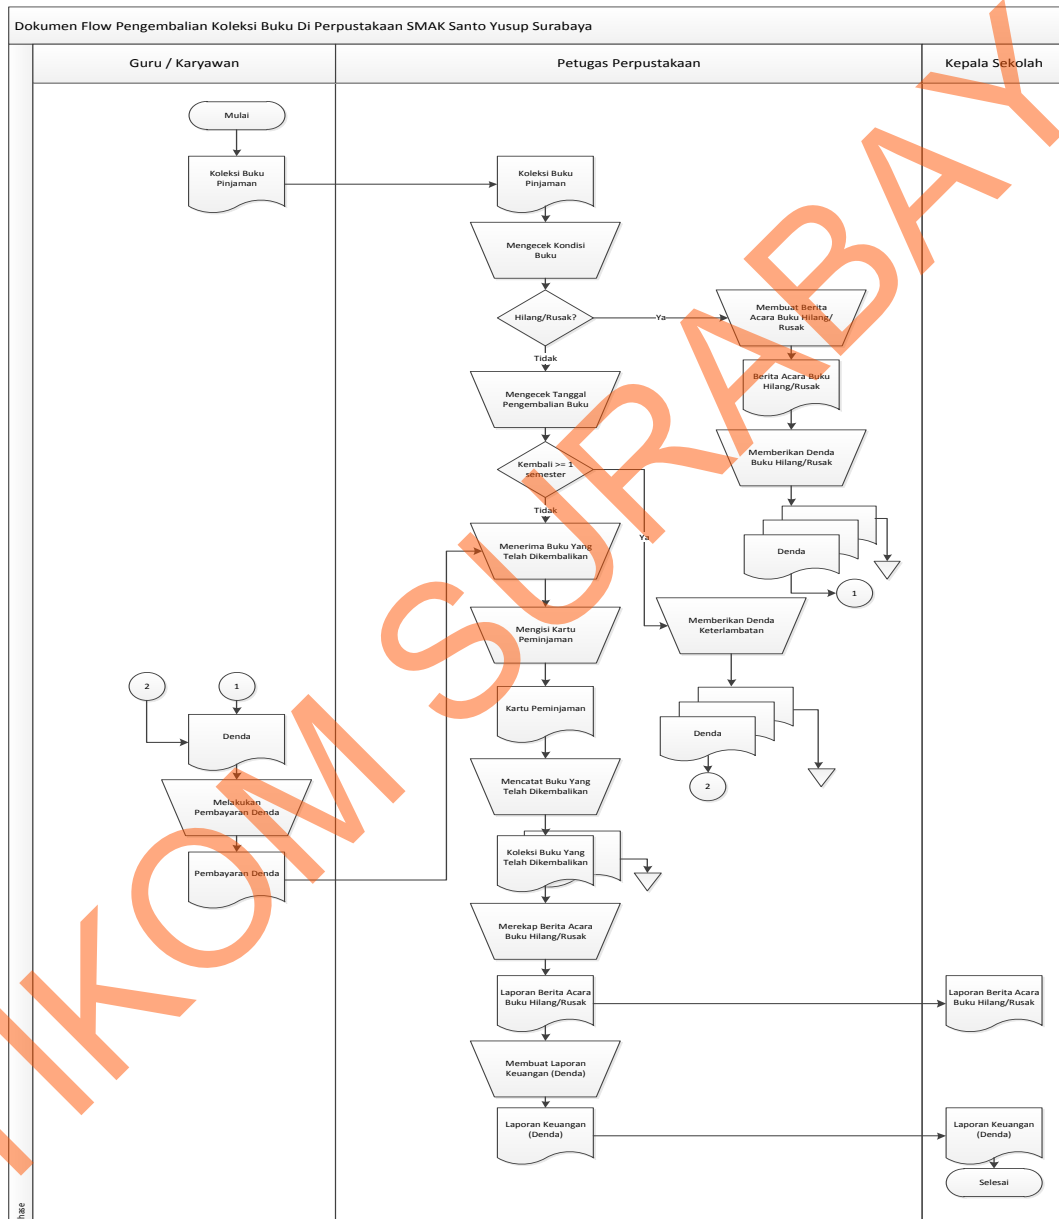 Dokumen Flow Pengembalian Koleksi Buku Di Perpustakaan SMAK Santo Yusup Surabaya
Guru / Karyawan
Petugas Perpustakaan
Kepala Sekolah
Mulai
Koleksi Buku
Pinjaman
Koleksi Buku
Pinjaman
Mengecek Kondisi
Buku
Hilang/Rusak?
Ya
Membuat Berita
Acara Buku Hilang/
Rusak
Tidak
Berita Acara Buku
Hilang/Rusak
Mengecek Tanggal
Pengembalian Buku
Memberikan Denda
Buku Hilang/Rusak
Kembali >= 1
semester
Tidak
Ya
Denda
1
Menerima Buku Yang
Telah Dikembalikan
Mengisi Kartu
Peminjaman
Memberikan Denda
Keterlambatan
2
1
Denda
Kartu Peminjaman
Denda
2
Melakukan
Pembayaran Denda
Mencatat Buku Yang
Telah Dikembalikan
Pembayaran Denda
Koleksi Buku Yang
Telah Dikembalikan
Merekap Berita Acara
Buku Hilang/Rusak
Laporan Berita Acara
Buku Hilang/Rusak
Laporan Berita Acara
Buku Hilang/Rusak
Membuat Laporan
Keuangan (Denda)
Laporan Keuangan
(Denda)
Laporan Keuangan
(Denda)
Selesai
hase
IKOM SURABAY